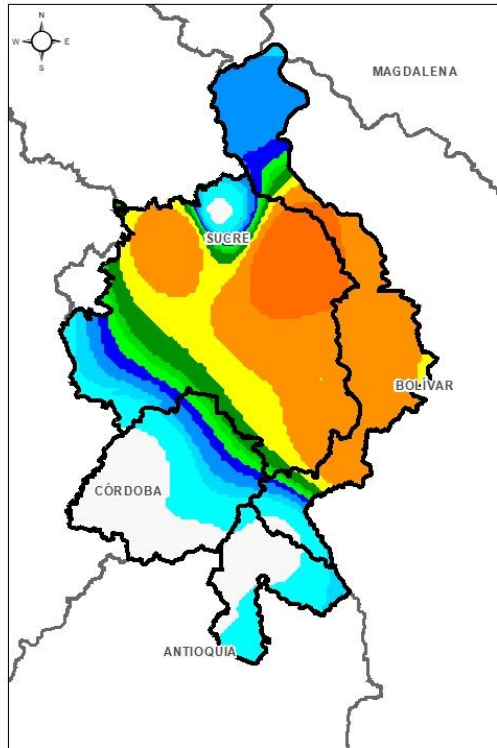 N
W E
S
MAGDALENA
SUCRE
BOLÍVAR
CÓRDOBA
ANTIOQUIA